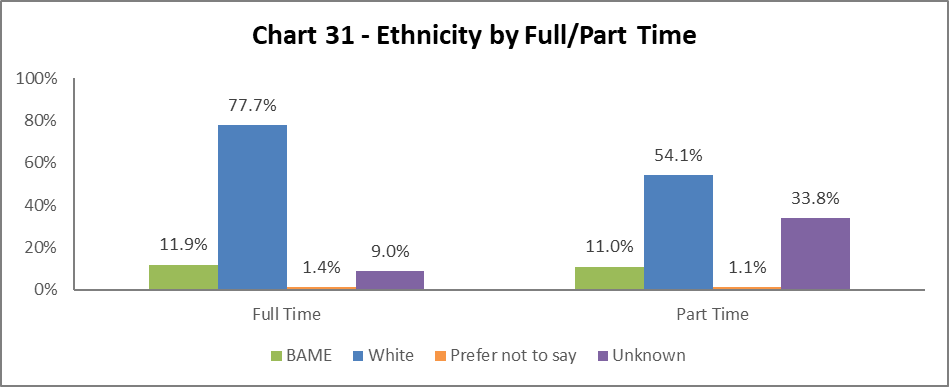 Chart 31 - Ethnicity by Full/Part Time
100%
80%
60%
40%
20%
0%
11.9%
77.7%
1.4%
9.0%
11.0%
54.1%
1.1%
33.8%
Full Time
Part Time
BAME
White
Prefer not to say
Unknown